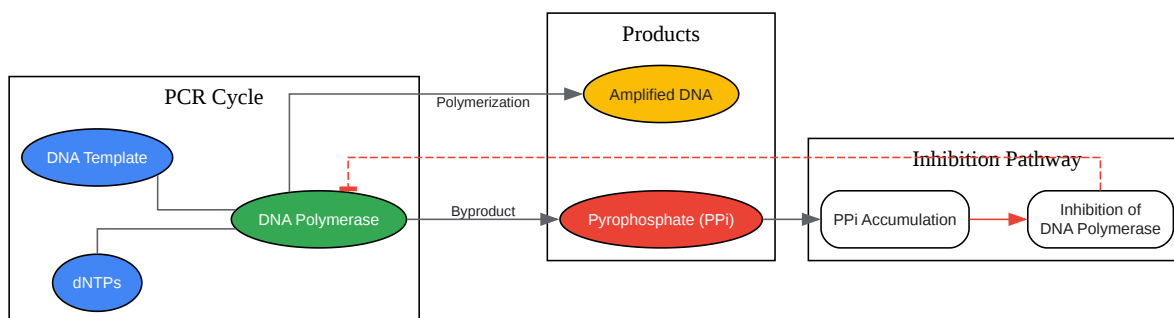 PCR Cycle
DNA Template
DNA Polymerase
dNTPs
Polymerization
Byproduct
Products
Amplified DNA
Pyrophosphate (PPi)
Inhibition Pathway
PPi Accumulation
Inhibition of
DNA Polymerase